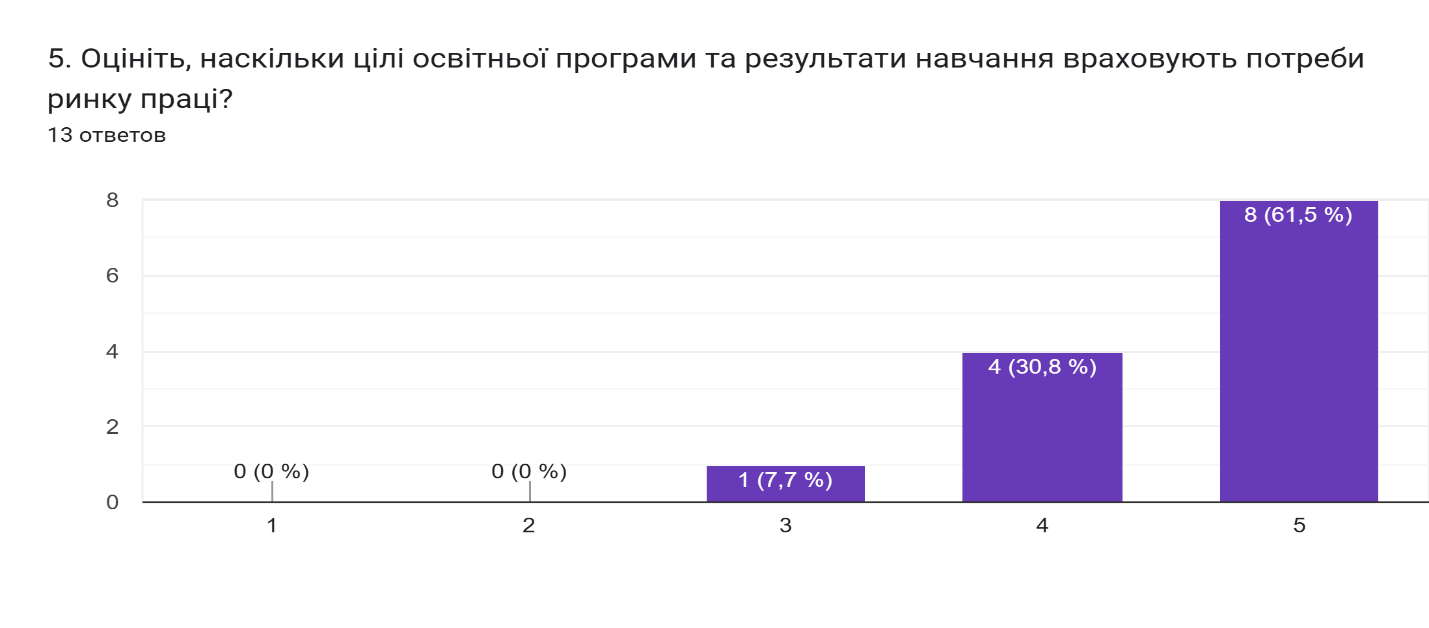 5. Оцініть, наскільки цілі освітньої програми та результати навчання враховують потреби
ринку праці?
13 ответов
8
6
4
2
0
0 (0 %)
0 (0 %)
1 (7,7 %)
4 (30,8 %)
8 (61,5 %)
1
2
3
4
5